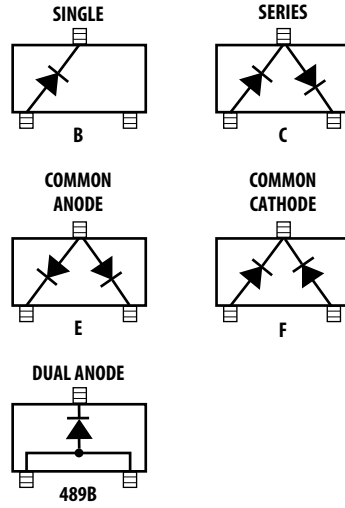 SINGLE
B
SERIES
C
COMMON
ANODE
E
COMMON
CATHODE
F
DUAL ANODE
489B